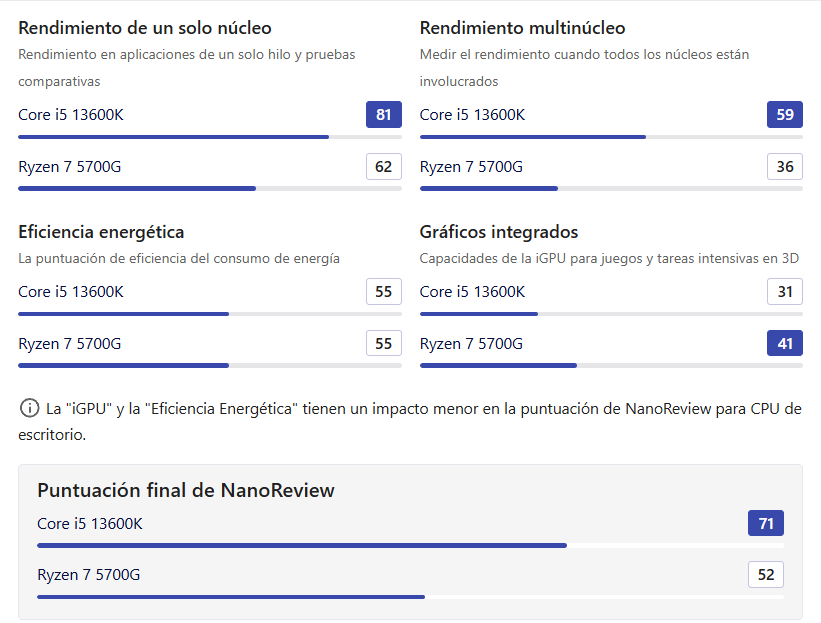 Rendimiento de un solo núcleo
Rendimiento en aplicaciones de un solo hilo y pruebas
comparativas
Core i5 13600K
81
Ryzen 7 5700G
62
Rendimiento multinúcleo
Medir el rendimiento cuando todos los núcleos están
involucrados
Core i5 13600K
59
Ryzen 7 5700G
36
Eficiencia energética
La puntuación de eficiencia del consumo de energía
Core i5 13600K
55
Ryzen 7 5700G
55
Gráficos integrados
Capacidades de la iGPU para juegos y tareas intensivas en 3D
Core i5 13600K
31
Ryzen 7 5700G
41
La "iGPU" y la "Eficiencia Energética" tienen un impacto menor en la puntuación de NanoReview para CPU de
escritorio.
Puntuación final de NanoReview
Core i5 13600K
71
Ryzen 7 5700G
52